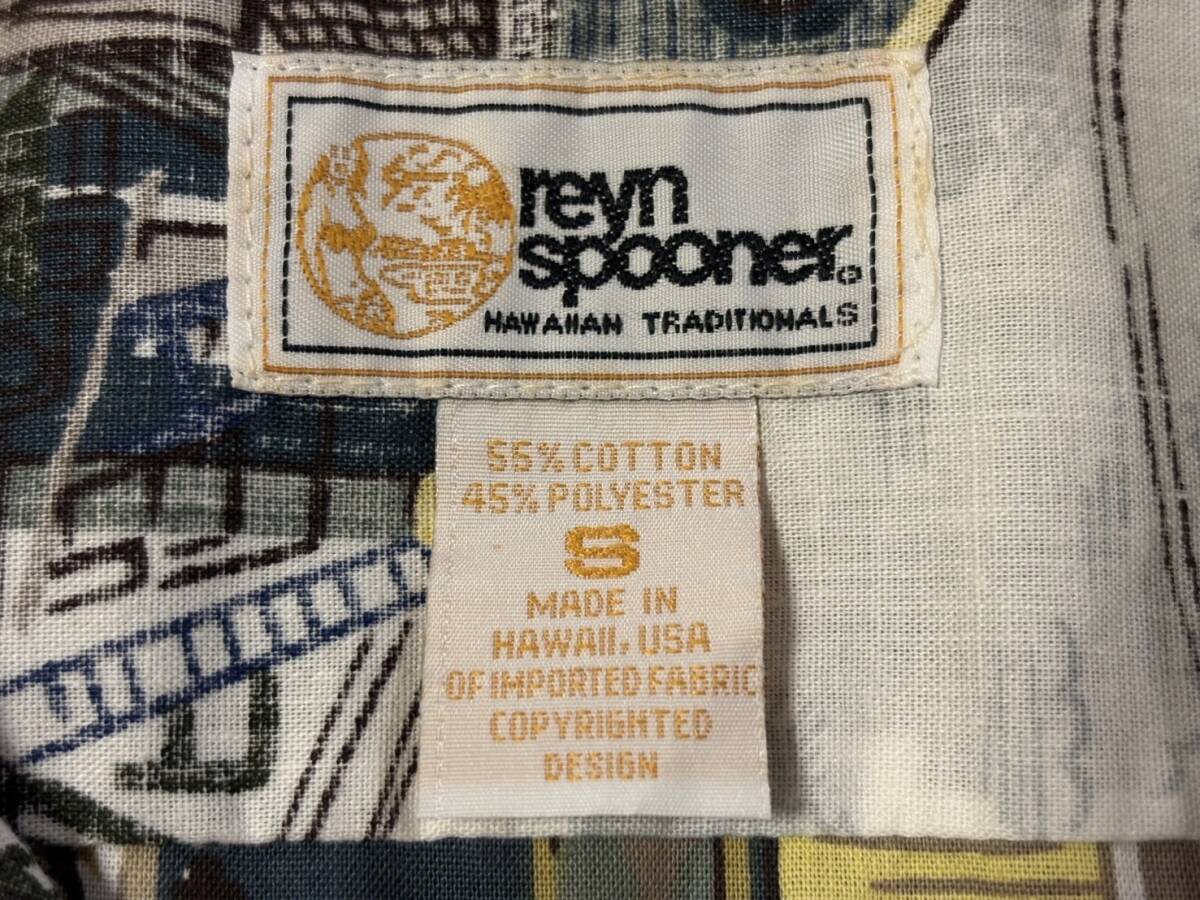 reyn
spooner®
HAWAIIAN TRADITIONALS
55% COTTON
45% POLYESTER
S
MADE IN
HAWAII, USA
OF IMPORTED FABRIC
COPYRIGHTED
DESIGN